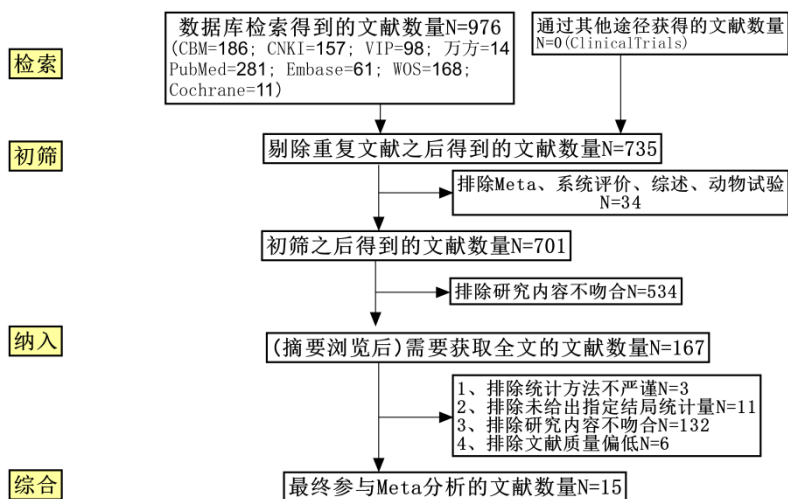 数据库检索得到的文献数量N=976
(CBM=186; CNKI=157; VIP=98; 万方=14
PubMed=281; Embase=61; WOS=168;
Cochrane=11)
通过其他途径获得的文献数量
N=0(ClinicalTrials)
检索
初筛
剔除重复文献之后得到的文献数量N=735
排除Meta、系统评价、综述、动物试验
N=34
初筛之后得到的文献数量N=701
排除研究内容不吻合N=534
纳入
(摘要浏览后)需要获取全文的文献数量N=167
1、排除统计方法不严谨N=3
2、排除未给出指定结局统计量N=11
3、排除研究内容不吻合N=132
4、排除文献质量偏低N=6
综合
最终参与Meta分析的文献数量N=15